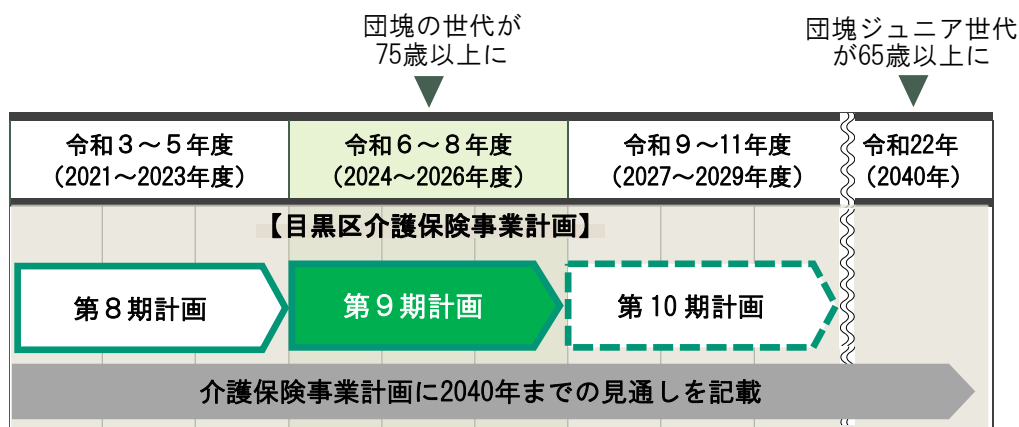 団塊の世代が
75歳以上に
団塊ジュニア世代
が65歳以上に
令和３～５年度
（2021～2023年度）
令和６～８年度
（2024～2026年度）
令和９～11年度
（2027～2029年度）
令和22年
（2040年）
【目黒区介護保険事業計画】
第８期計画
第９期計画
第10期計画
介護保険事業計画に2040年までの見通しを記載